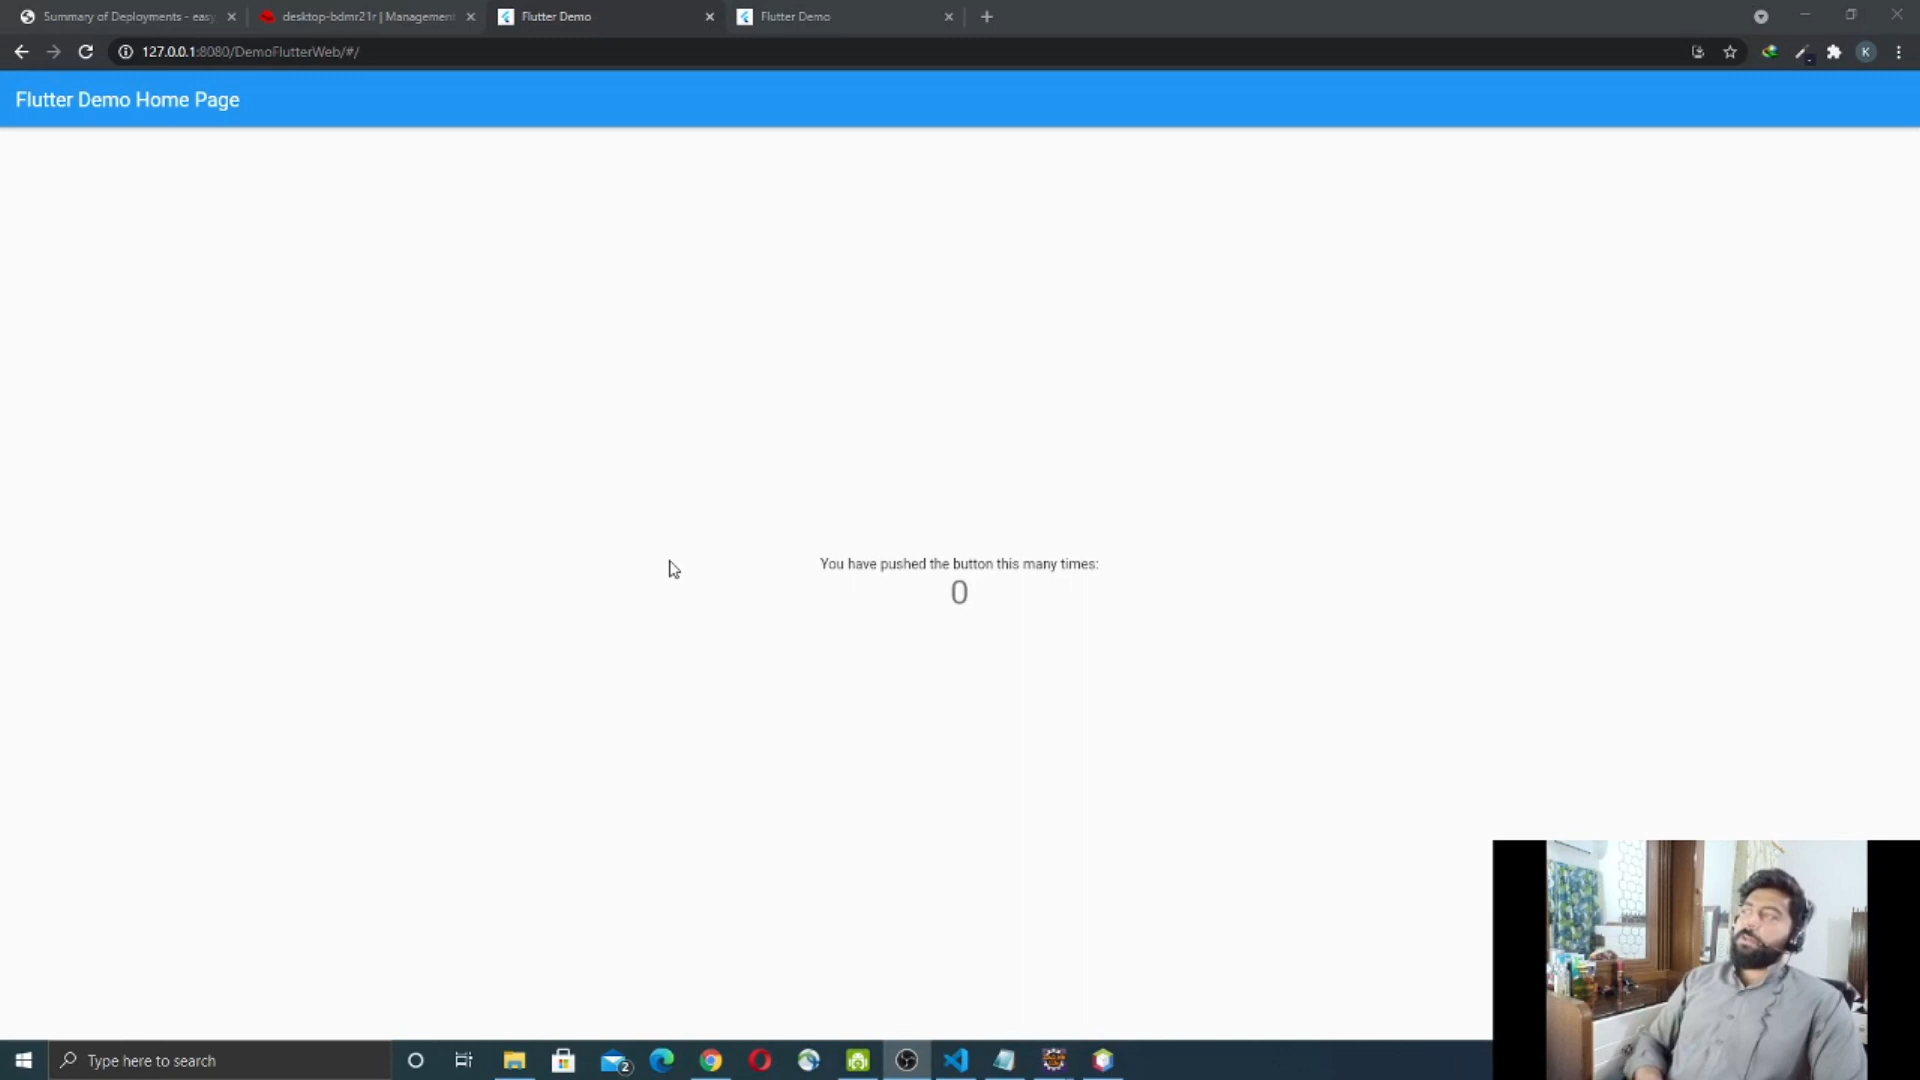 Summary of Deployments - easy
desktop-bdmr21r | Management
Flutter Demo
Flutter Demo
127.0.0.1:8080/DemoFlutterWeb/#/
K
Flutter Demo Home Page
You have pushed the button this many times:
0
Type here to search
2